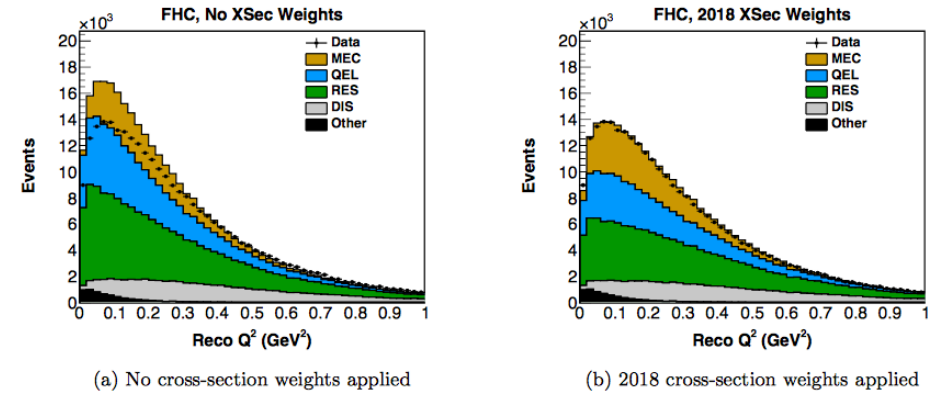 FHC, No XSec Weights
×10³
20
18
16
14
12
10
8
6
4
2
0
Events
Data
MEC
QEL
RES
DIS
Other
0 0.1 0.2 0.3 0.4 0.5 0.6 0.7 0.8 0.9 1
Reco Q² (GeV²)
(a) No cross-section weights applied
FHC, 2018 XSec Weights
×10³
20
18
16
14
12
10
8
6
4
2
0
Events
Data
MEC
QEL
RES
DIS
Other
0 0.1 0.2 0.3 0.4 0.5 0.6 0.7 0.8 0.9 1
Reco Q² (GeV²)
(b) 2018 cross-section weights applied